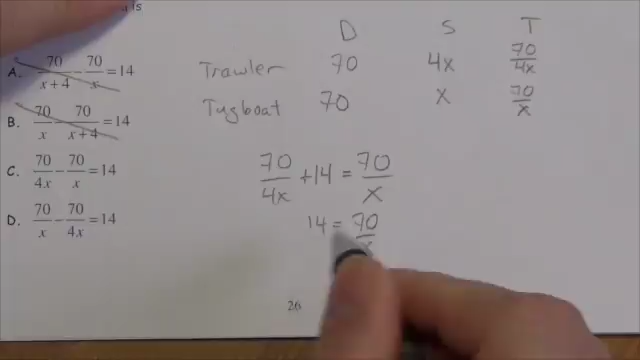 is
D S T
A. 70/(x+4) - 70/x = 14
Trawler 70 4x 70/4x
B. 70/x - 70/(x+4) = 14
Tugboat 70 x 70/x
C. 70/4x - 70/x = 14
70/4x + 14 = 70/x
D. 70/x - 70/4x = 14
14 = 70/x
26